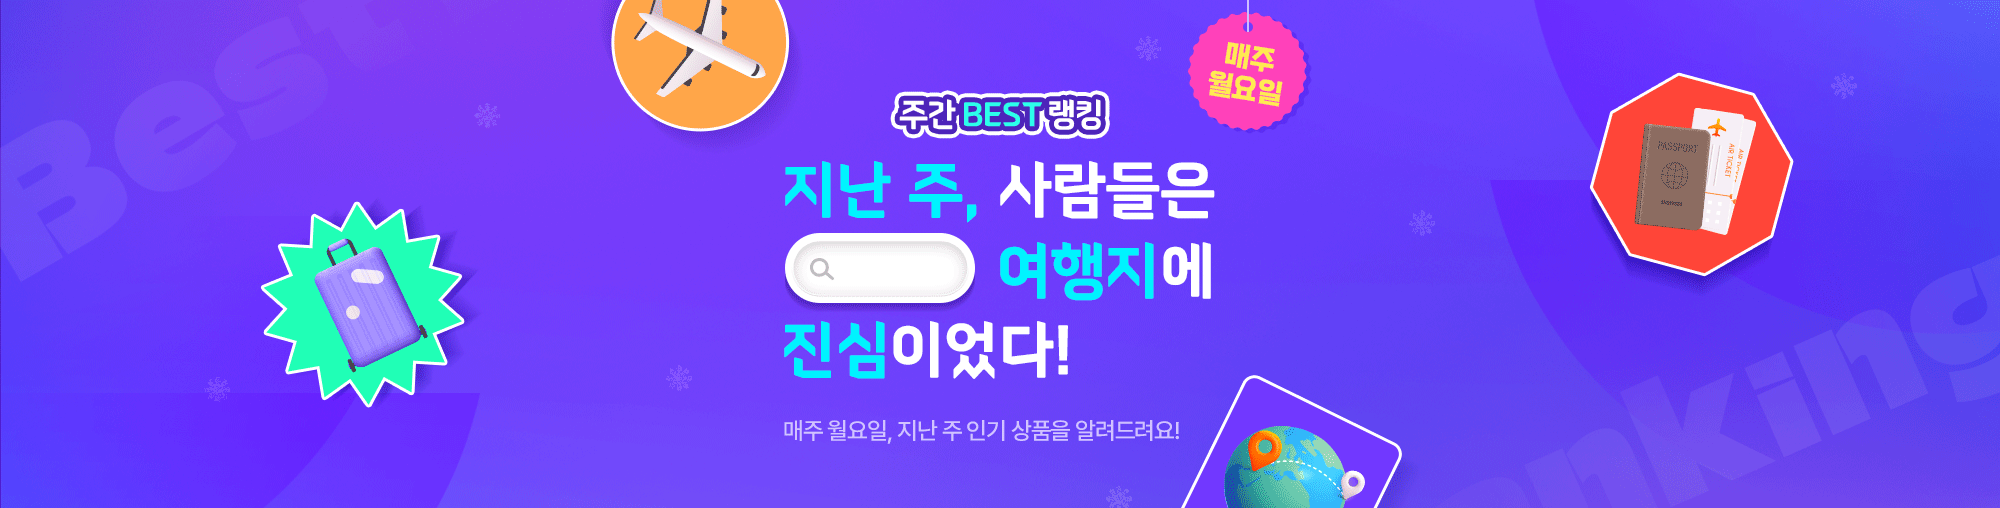 Best
매주
월요일
주간 BEST 랭킹
지난 주, 사람들은
여행지에
진심이었다!
매주 월요일, 지난 주 인기 상품을 알려드려요!
PASSPORT
AIR TICKET
anking